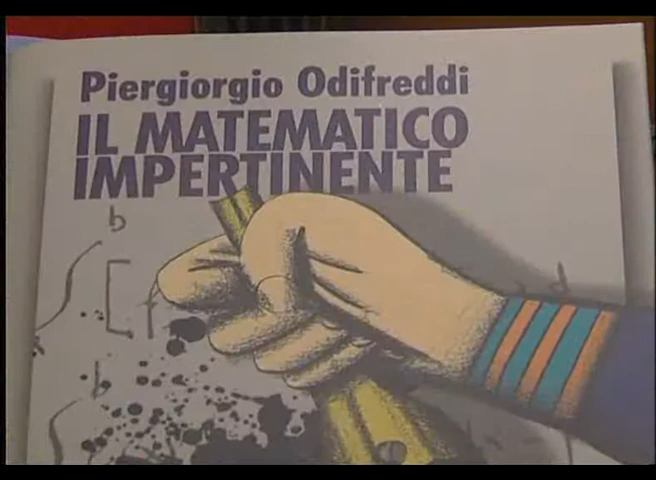 Piergiorgio Odifreddi
IL MATEMATICO
IMPERTINENTE
b
f
d
b